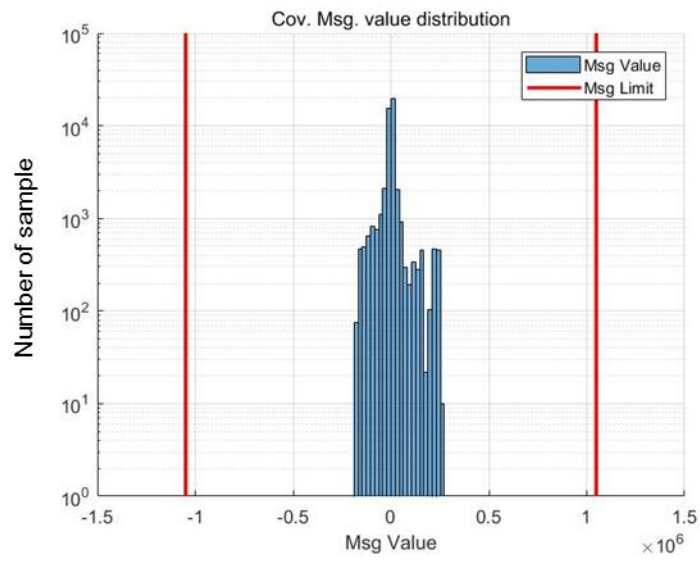 Cov. Msg. value distribution
Msg Value
Msg Limit
Number of sample
10^5
10^4
10^3
10^2
10^1
10^0
-1.5 -1 -0.5 0 0.5 1 1.5
Msg Value
×10^6